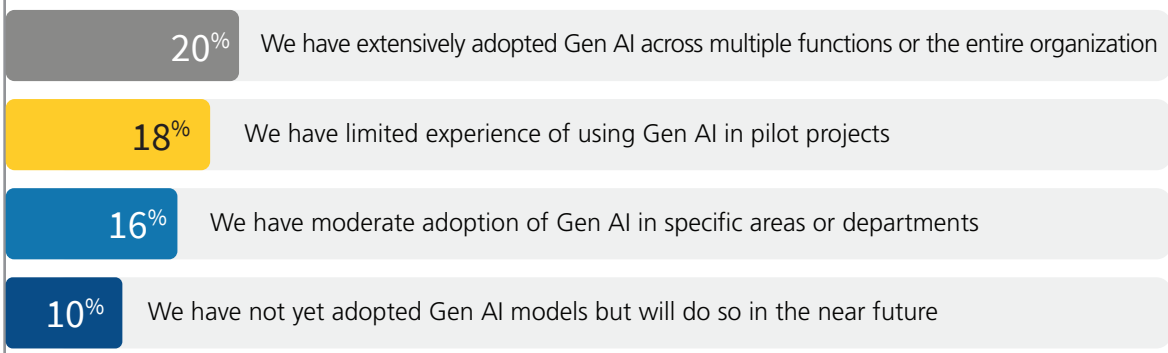 20% We have extensively adopted Gen AI across multiple functions or the entire organization
18% We have limited experience of using Gen AI in pilot projects
16% We have moderate adoption of Gen AI in specific areas or departments
10% We have not yet adopted Gen AI models but will do so in the near future